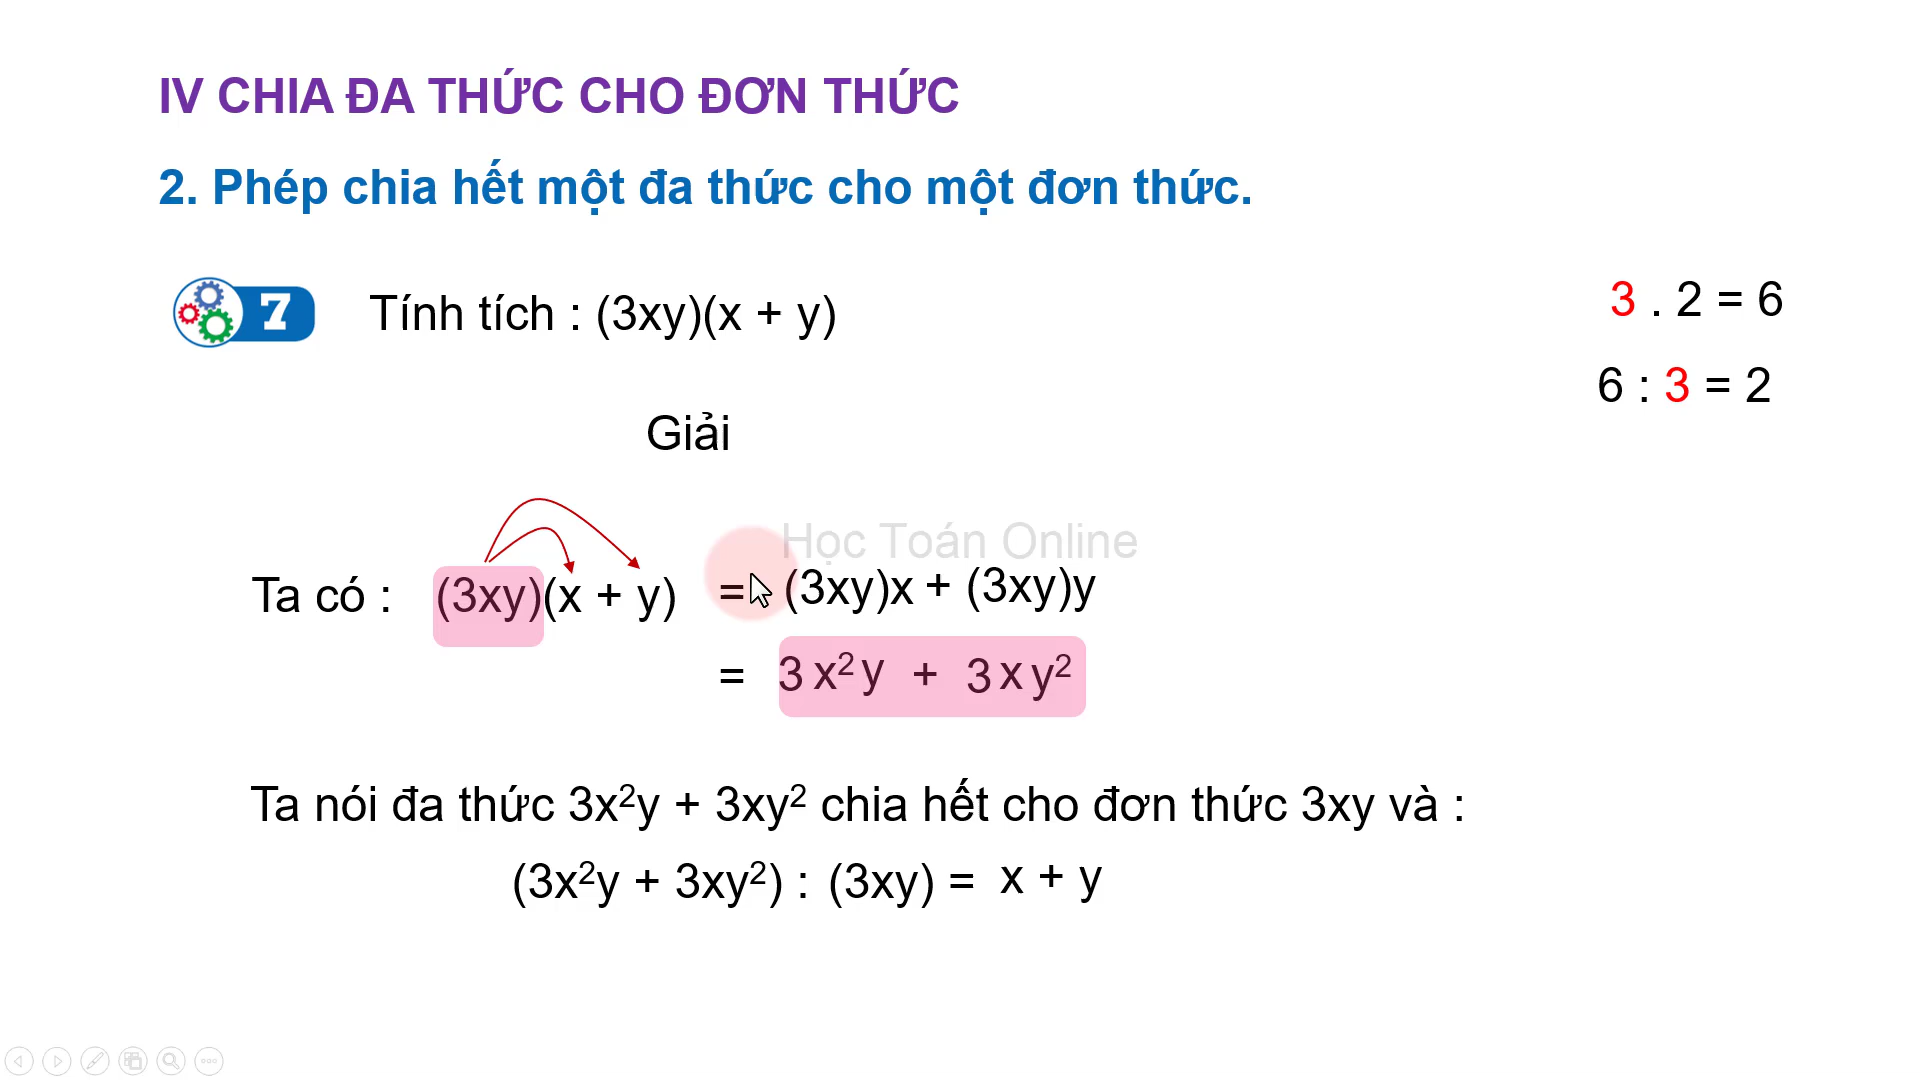 IV CHIA ĐA THỨC CHO ĐƠN THỨC
2. Phép chia hết một đa thức cho một đơn thức.
7 Tính tích : (3xy)(x + y)
3 . 2 = 6
6 : 3 = 2
Giải
Học Toán Online
Ta có : (3xy)(x + y) = (3xy)x + (3xy)y
= 3x²y + 3xy²
Ta nói đa thức 3x²y + 3xy² chia hết cho đơn thức 3xy và :
(3x²y + 3xy²) : (3xy) = x + y